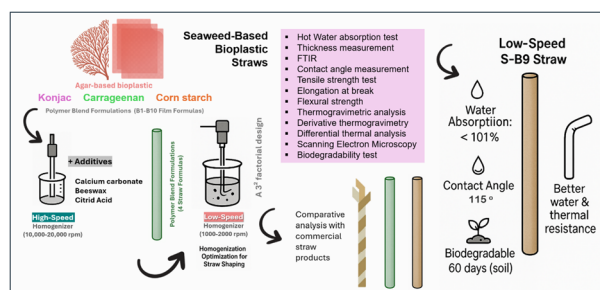 Seaweed-Based
Bioplastic
Straws
Agar-based bioplastic
Konjac Carrageenan Corn starch
Polymer Blend Formulations (B1-B10 Film Formulas)
+ Additives
Calcium carbonate
Beeswax
Citrid Acid
High-Speed
Homogenizer
(10,000-20,000 rpm)
Polymer Blend Formulations
(4 Straw Formulas)
Low-Speed
Homogenizer
(1000-2000 rpm)
A 3² factorial design
Homogenization
Optimization for
Straw Shaping
• Hot Water absorption test
• Thickness measurement
• FTIR
• Contact angle measurement
• Tensile strength test
• Elongation at break
• Flexural strength
• Thermogravimetric analysis
• Derivative thermogravimetry
• Differential thermal analysis
• Scanning Electron Microscopy
• Biodegradability test
Comparative
analysis with
commercial
straw
products
Low-Speed
S-B9 Straw
Water
Absorptiion:
< 101%
Contact Angle
115 º
Biodegradable
60 days (soil)
Better
water &
thermal
resistance